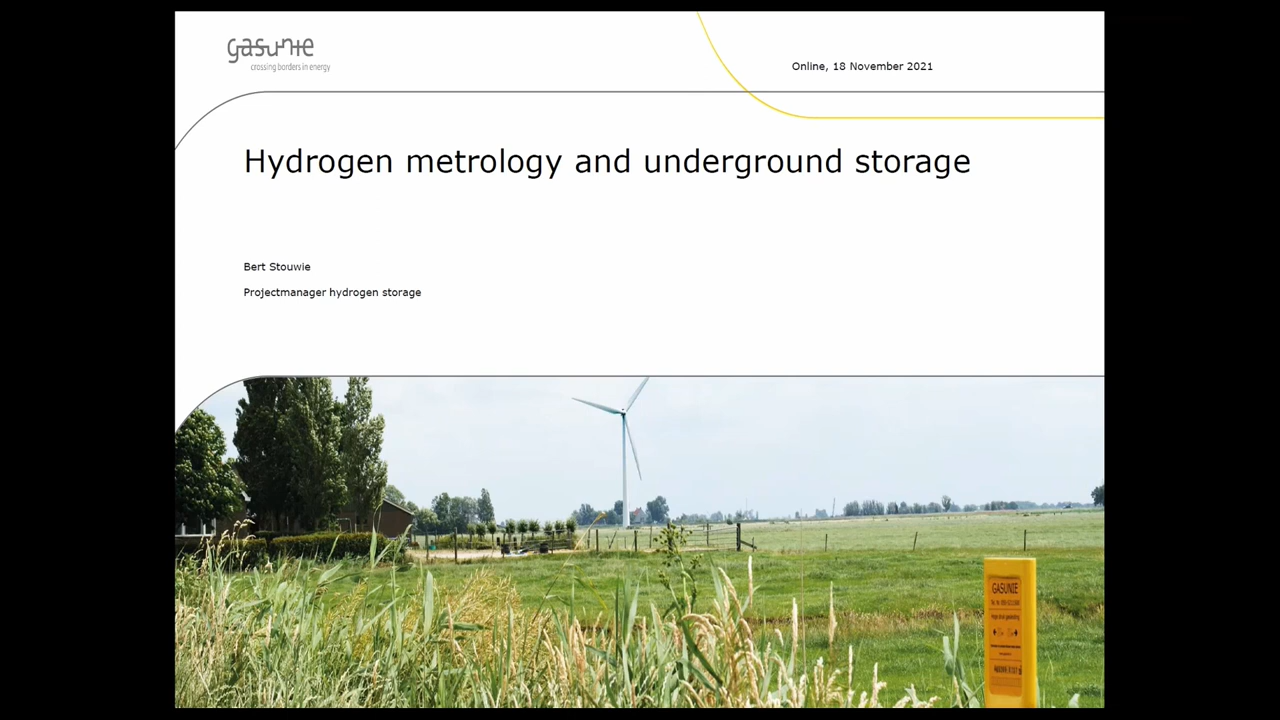 gasunie
crossing borders in energy
Online, 18 November 2021
Hydrogen metrology and underground storage
Bert Stouwie
Projectmanager hydrogen storage
GASUNIE